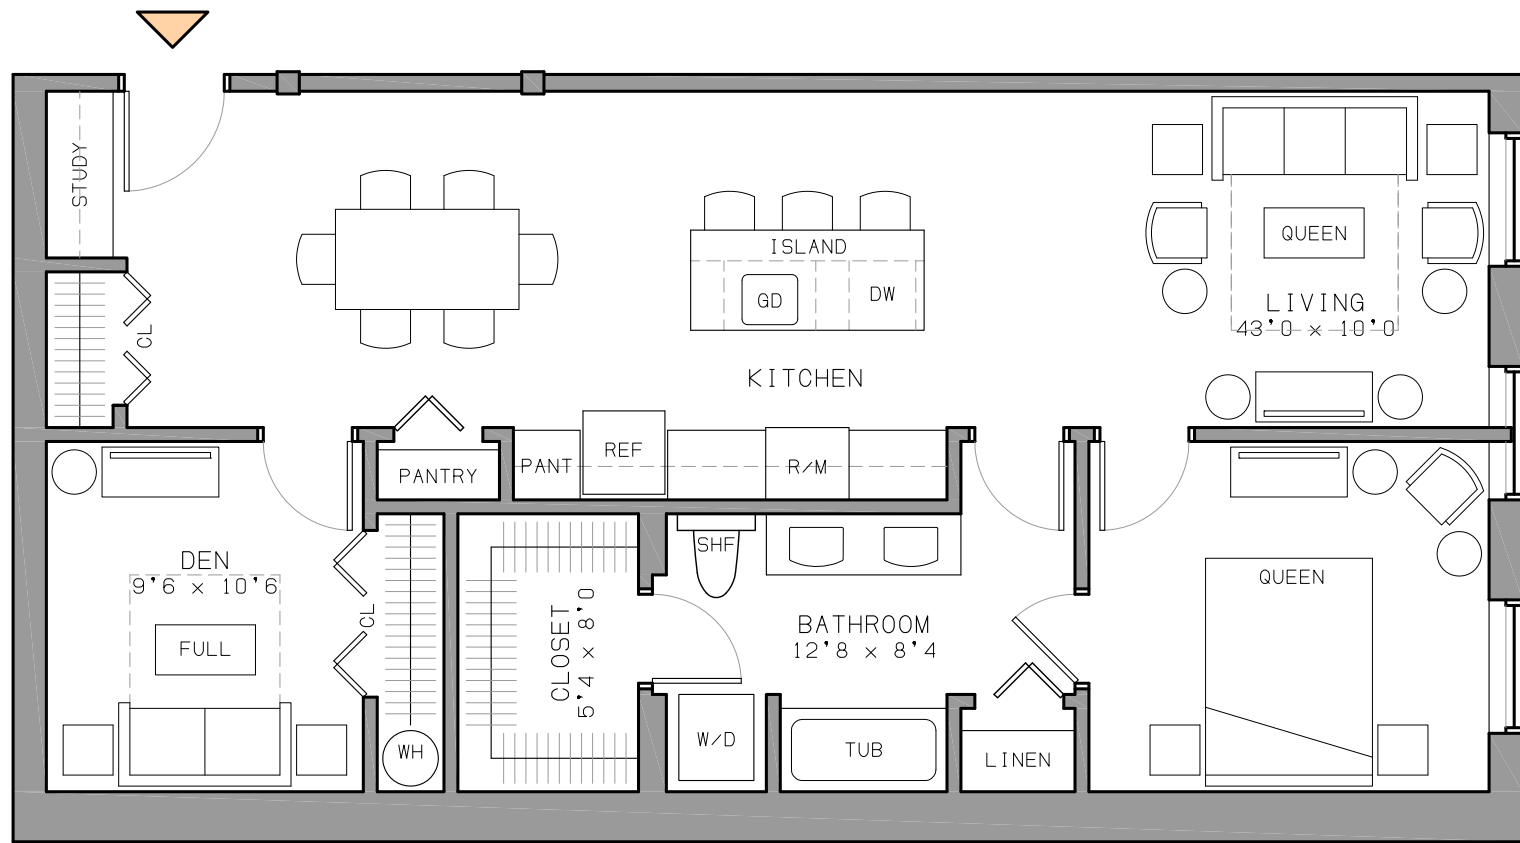 STUDY
ISLAND
QUEEN
GD
DW
LIVING
43'0 × 10'0
CL
KITCHEN
REF
PANTRY
PANT
R/M
SHF
DEN
9'6 × 10'6
QUEEN
CL
CLOSET
5'4 × 8'0
BATHROOM
12'8 × 8'4
FULL
WH
W/D
TUB
LINEN